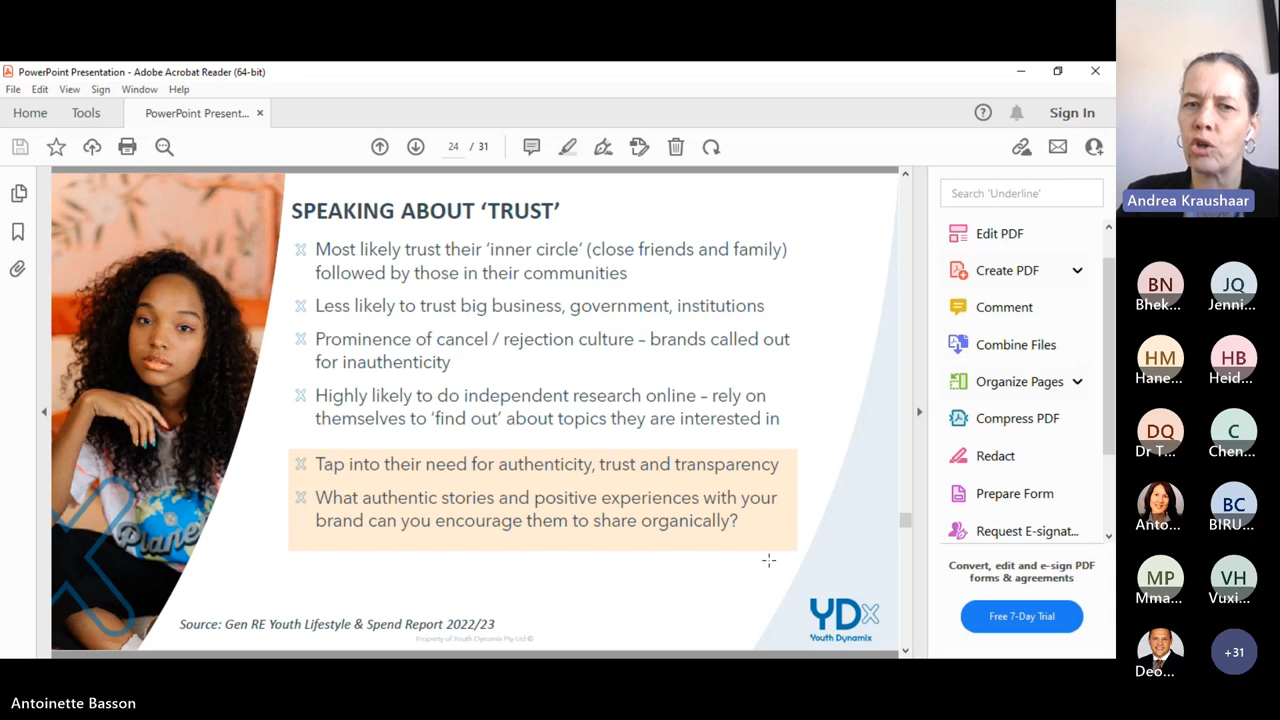 PowerPoint Presentation - Adobe Acrobat Reader (64-bit)
File Edit View Sign Window Help
Home Tools PowerPoint Present... Sign In
24 / 31
SPEAKING ABOUT ‘TRUST’
Most likely trust their ‘inner circle’ (close friends and family)
followed by those in their communities
Less likely to trust big business, government, institutions
Prominence of cancel / rejection culture – brands called out
for inauthenticity
Highly likely to do independent research online – rely on
themselves to ‘find out’ about topics they are interested in
Tap into their need for authenticity, trust and transparency
What authentic stories and positive experiences with your
brand can you encourage them to share organically?
Planet
Source: Gen RE Youth Lifestyle & Spend Report 2022/23
Property of Youth Dynamix Pty Ltd ©
YDx
Youth Dynamix
Search 'Underline'
Edit PDF
Create PDF
Comment
Combine Files
Organize Pages
Compress PDF
Redact
Prepare Form
Request E-signat...
Convert, edit and e-sign PDF
forms & agreements
Free 7-Day Trial
Andrea Kraushaar
BN JQ
Bhek... Jenni...
HM HB
Hane... Heid...
DQ C
Dr T... Chen...
BC
Anto... BIRU...
MP VH
Mma... Vuxi...
+31
Deo...
Antoinette Basson